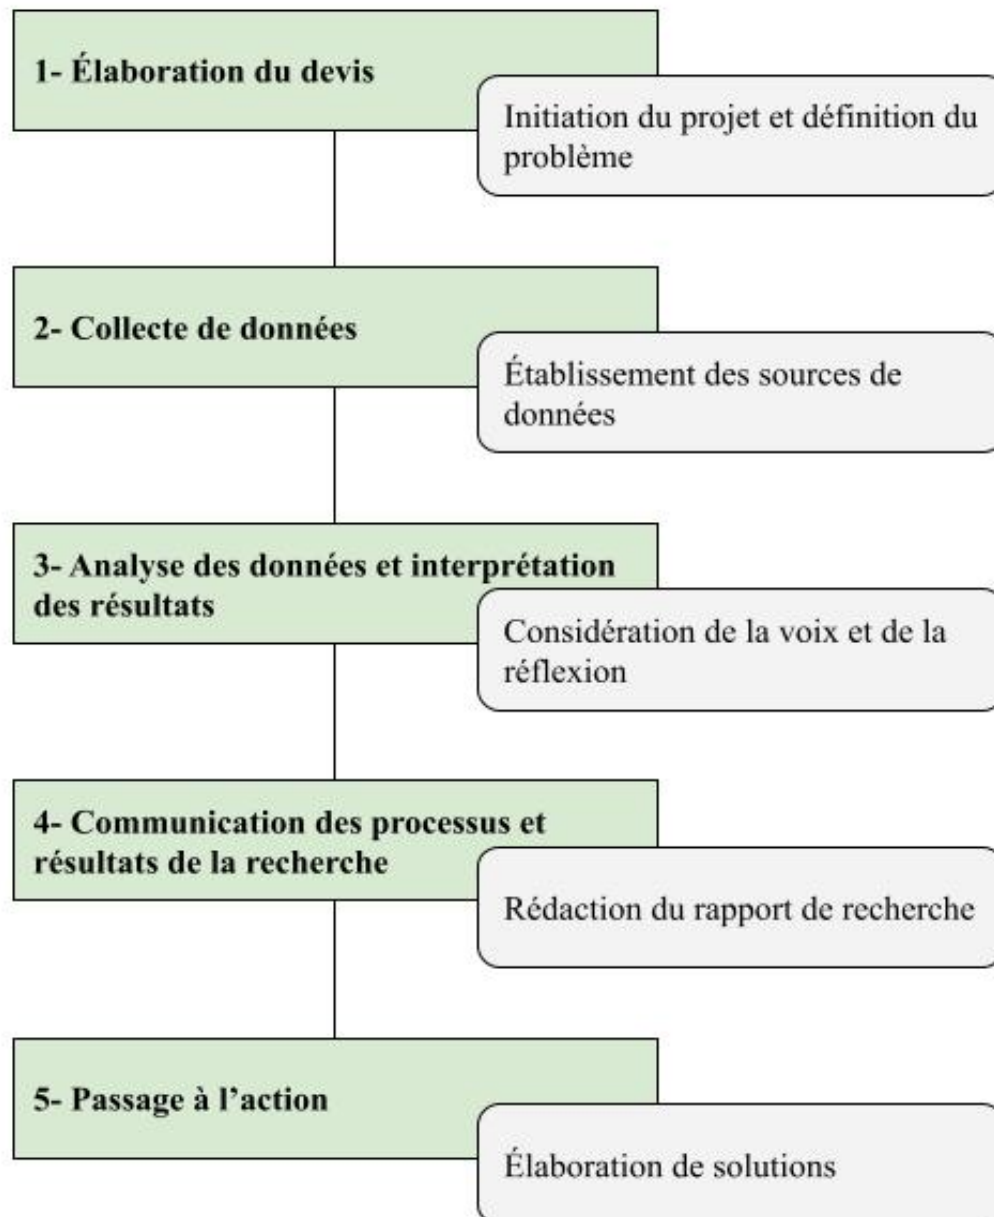 1- Élaboration du devis
Initiation du projet et définition du
problème
2- Collecte de données
Établissement des sources de
données
3- Analyse des données et interprétation
des résultats
Considération de la voix et de la
réflexion
4- Communication des processus et
résultats de la recherche
Rédaction du rapport de recherche
5- Passage à l’action
Élaboration de solutions